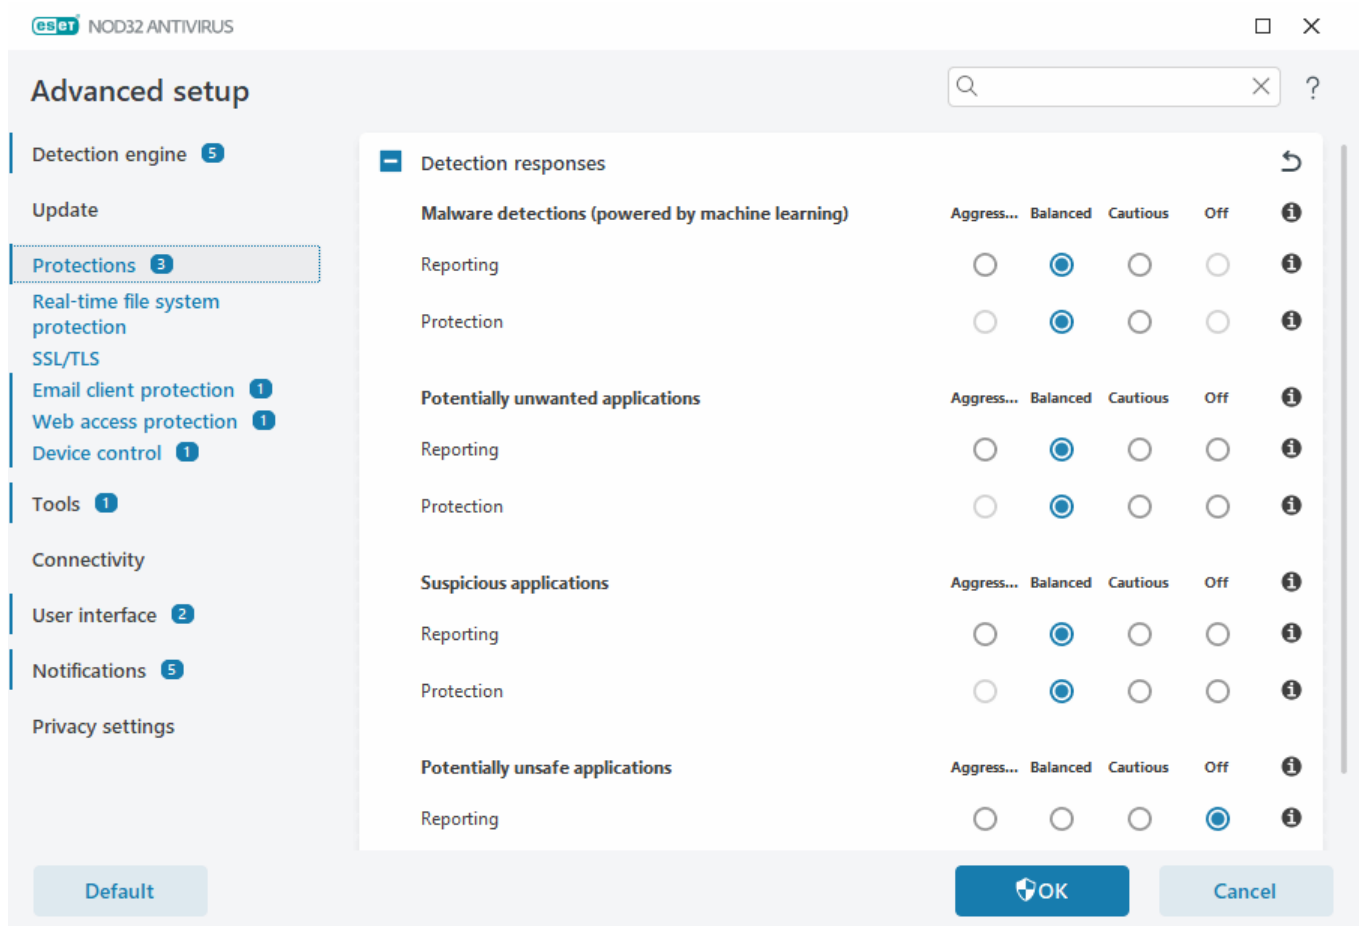 eset NOD32 ANTIVIRUS
Advanced setup
?
Detection engine 5
Update
Protections 3
Real-time file system
protection
SSL/TLS
Email client protection 1
Web access protection 1
Device control 1
Tools 1
Connectivity
User interface 2
Notifications 5
Privacy settings
Detection responses
Malware detections (powered by machine learning) Aggress... Balanced Cautious Off
Reporting
Protection
Potentially unwanted applications Aggress... Balanced Cautious Off
Reporting
Protection
Suspicious applications Aggress... Balanced Cautious Off
Reporting
Protection
Potentially unsafe applications Aggress... Balanced Cautious Off
Reporting
Default
OK
Cancel